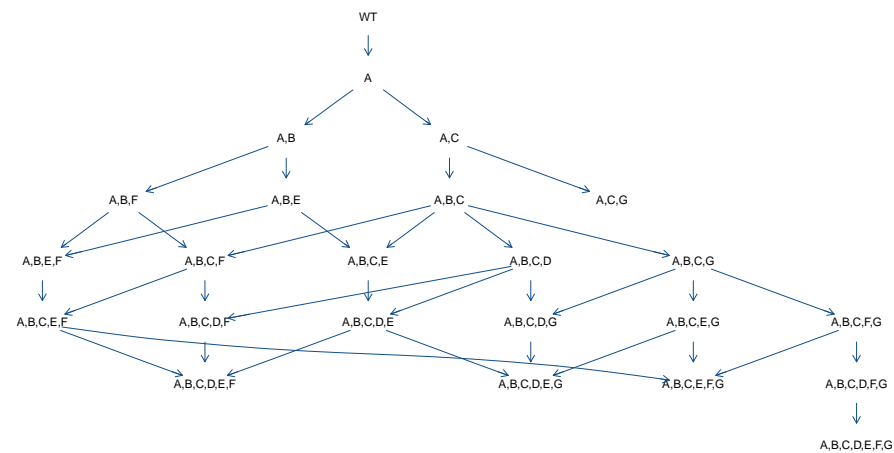 WT
A
A,B
A,C
A,B,F
A,B,E
A,B,C
A,C,G
A,B,E,F
A,B,C,F
A,B,C,E
A,B,C,D
A,B,C,G
A,B,C,E,F
A,B,C,D,F
A,B,C,D,E
A,B,C,D,G
A,B,C,E,G
A,B,C,F,G
A,B,C,D,E,F
A,B,C,D,E,G
A,B,C,E,F,G
A,B,C,D,F,G
A,B,C,D,E,F,G